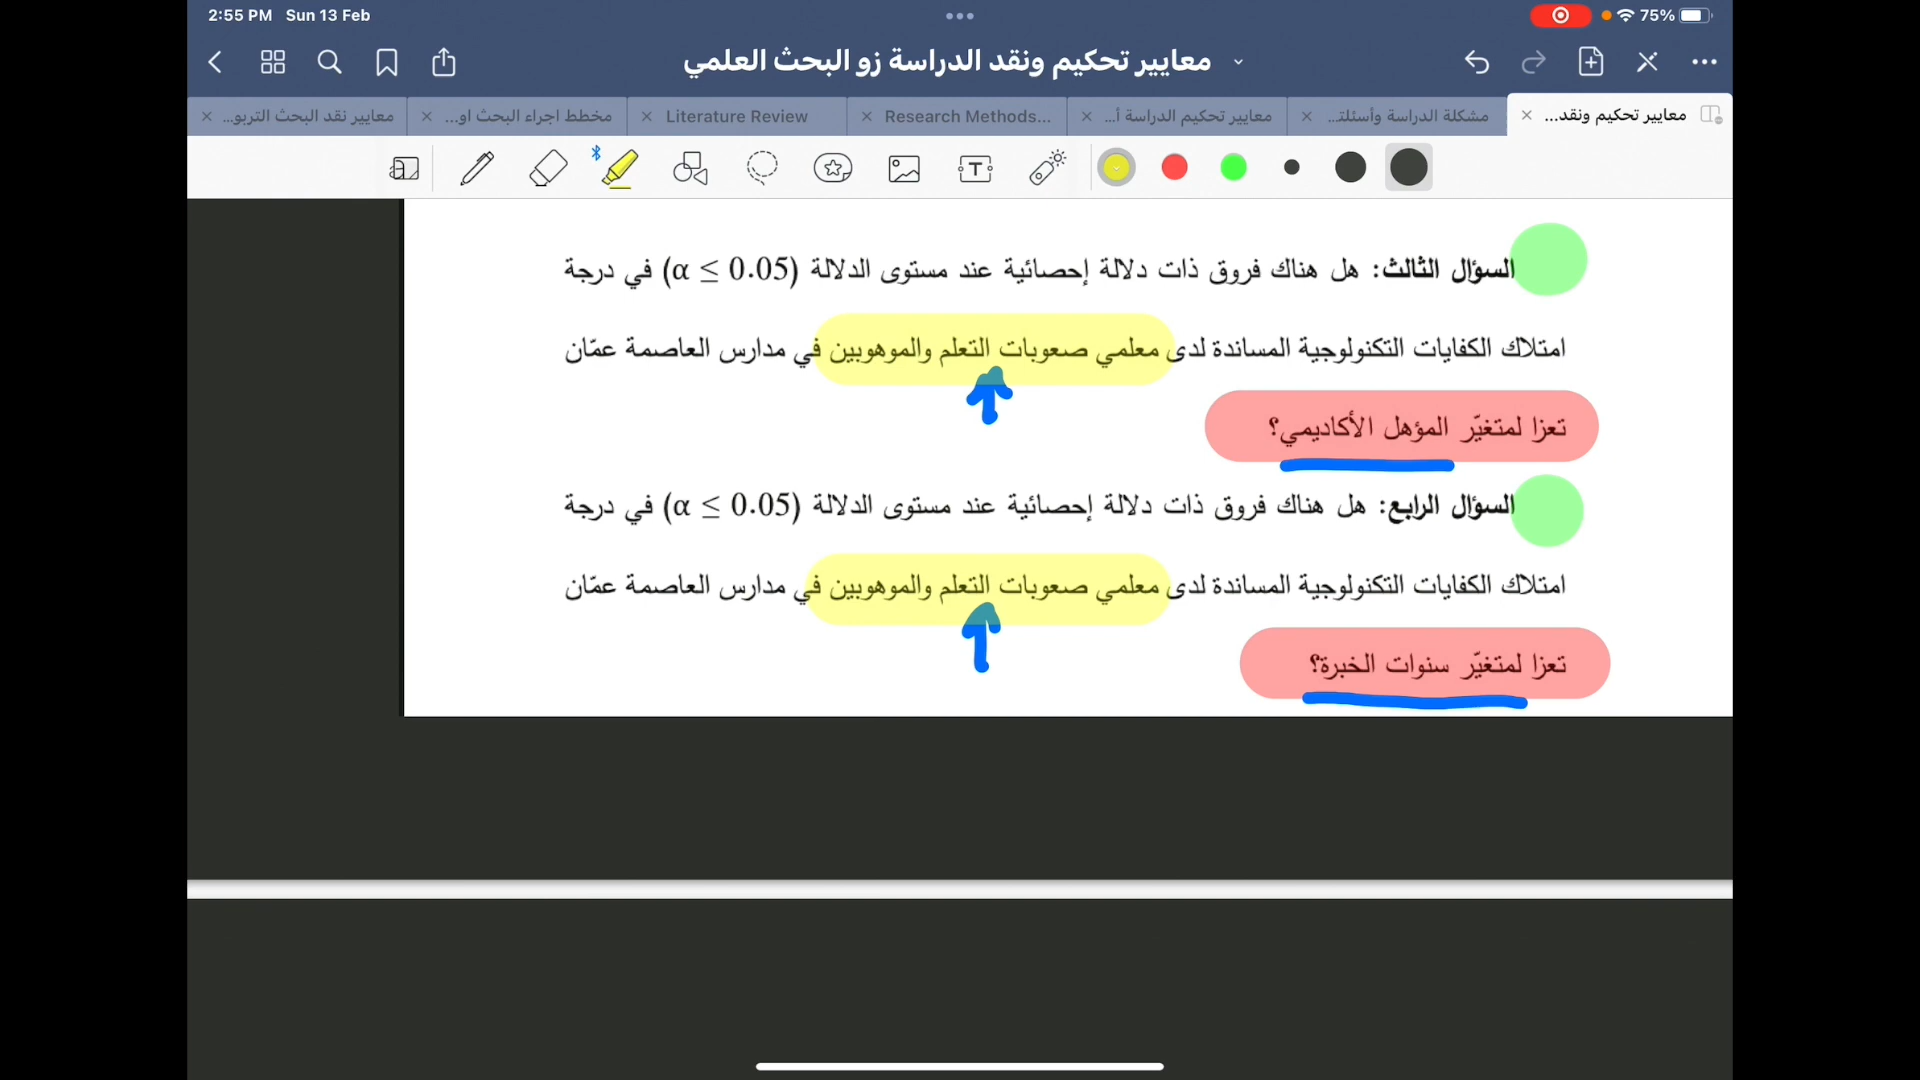 2:55 PM Sun 13 Feb
75%
معايير تحكيم ونقد الدراسة زو البحث العلمي
معايير نقد البحث التربو...
مخطط اجراء البحث او...
Literature Review
Research Methods...
معايير تحكيم الدراسة أ...
مشكلة الدراسة وأسئلتـ...
معايير تحكيم ونقد...
a
T
السؤال الثالث: هل هناك فروق ذات دلالة إحصائية عند مستوى الدلالة (α ≤ 0.05) في درجة
امتلاك الكفايات التكنولوجية المساندة لدى معلمي صعوبات التعلم والموهوبين في مدارس العاصمة عمّان
تعزا لمتغيّر المؤهل الأكاديمي؟
السؤال الرابع: هل هناك فروق ذات دلالة إحصائية عند مستوى الدلالة (α ≤ 0.05) في درجة
امتلاك الكفايات التكنولوجية المساندة لدى معلمي صعوبات التعلم والموهوبين في مدارس العاصمة عمّان
تعزا لمتغيّر سنوات الخبرة؟